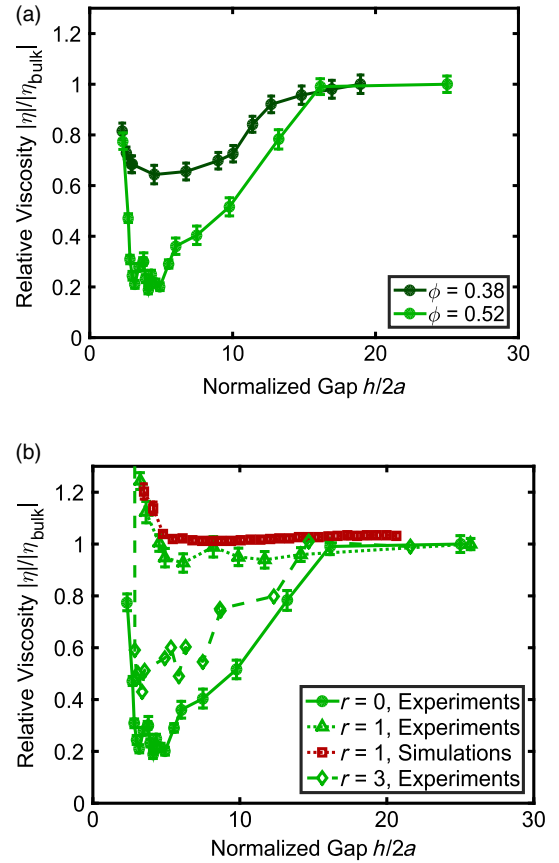 (a)
Relative Viscosity |η|/|η_bulk|
1.2
1
0.8
0.6
0.4
0.2
0
0
10
20
30
ϕ = 0.38
ϕ = 0.52
Normalized Gap h/2a
(b)
Relative Viscosity |η|/|η_bulk|
1.2
1
0.8
0.6
0.4
0.2
0
0
10
20
30
r = 0, Experiments
r = 1, Experiments
r = 1, Simulations
r = 3, Experiments
Normalized Gap h/2a